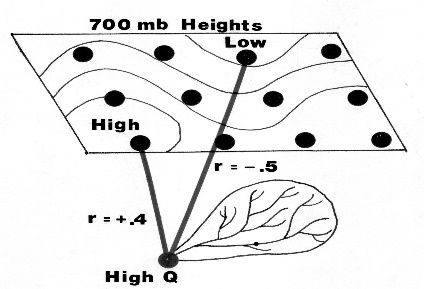 700 mb Heights
Low
High
r = -.5
r = +.4
High Q